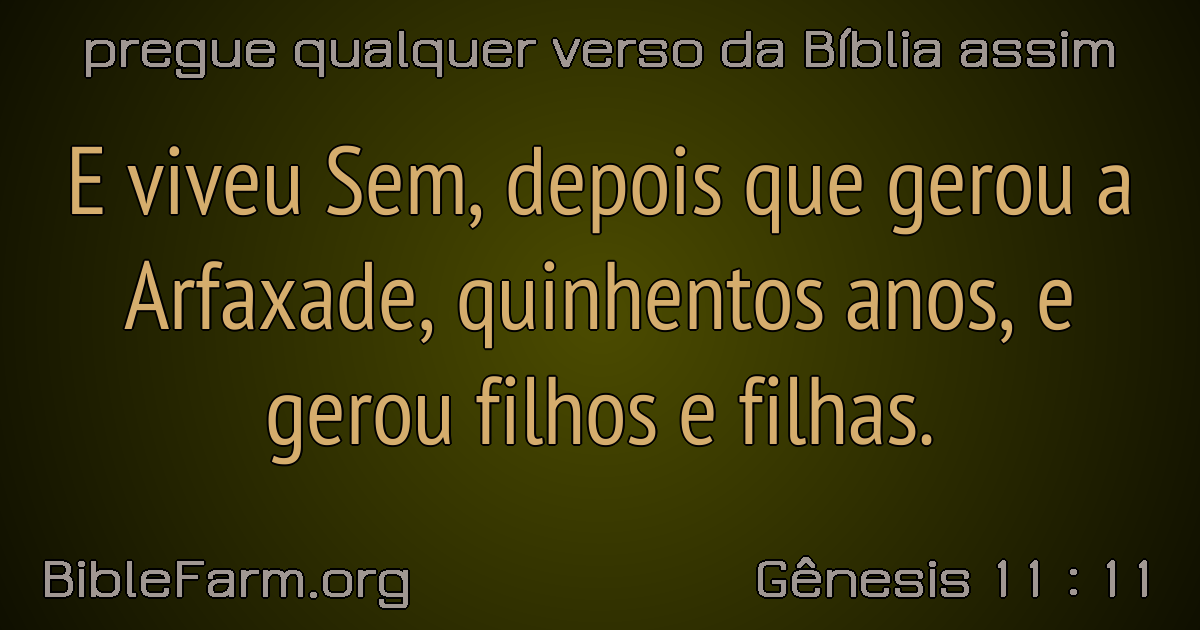 pregue qualquer verso da Bíblia assim
E viveu Sem, depois que gerou a
Arfaxade, quinhentos anos, e
gerou filhos e filhas.
BibleFarm.org
Gênesis 11 : 11